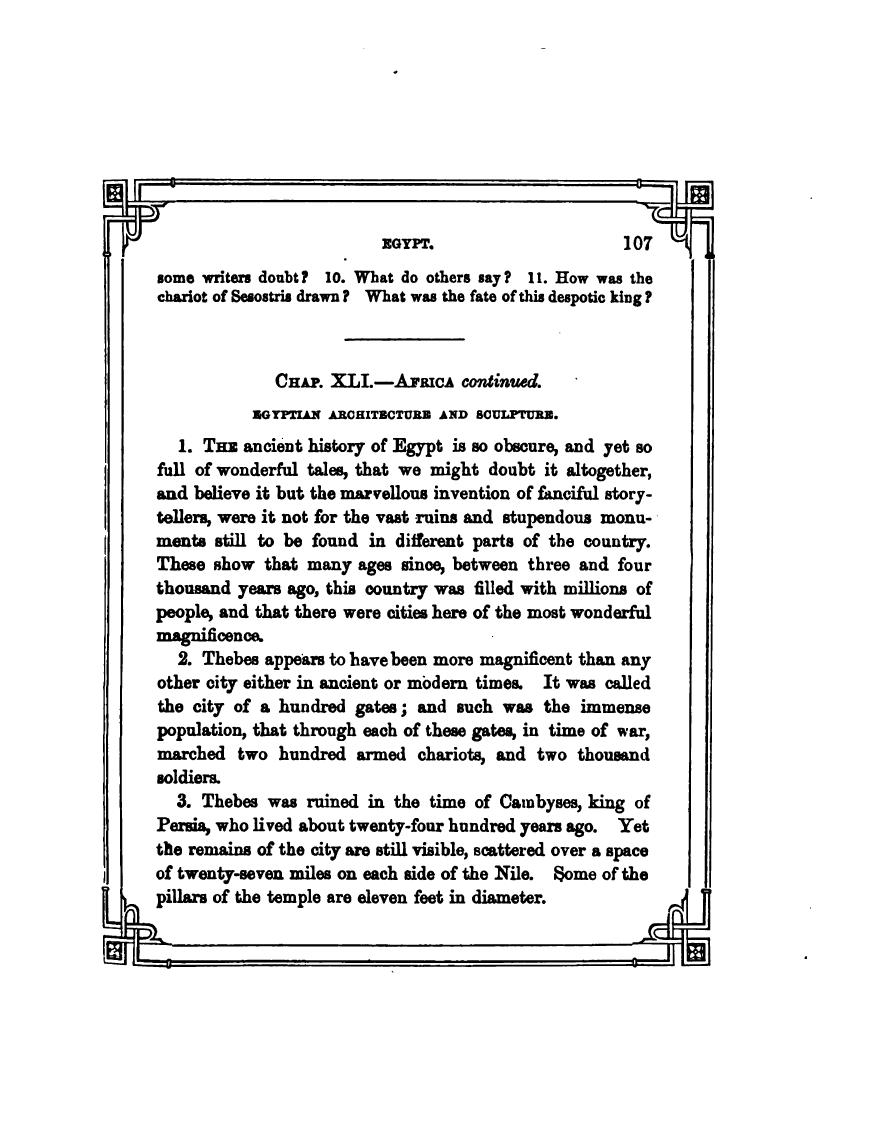 EGYPT. 107
some writers doubt? 10. What do others say? 11. How was the
chariot of Sesostris drawn? What was the fate of this despotic king?
CHAP. XLI.—AFRICA continued.
EGYPTIAN ARCHITECTURE AND SCULPTURE.
1. THE ancient history of Egypt is so obscure, and yet so
full of wonderful tales, that we might doubt it altogether,
and believe it but the marvellous invention of fanciful story-
tellers, were it not for the vast ruins and stupendous monu-
ments still to be found in different parts of the country.
These show that many ages since, between three and four
thousand years ago, this country was filled with millions of
people, and that there were cities here of the most wonderful
magnificence.
2. Thebes appears to have been more magnificent than any
other city either in ancient or modern times. It was called
the city of a hundred gates; and such was the immense
population, that through each of these gates, in time of war,
marched two hundred armed chariots, and two thousand
soldiers.
3. Thebes was ruined in the time of Cambyses, king of
Persia, who lived about twenty-four hundred years ago. Yet
the remains of the city are still visible, scattered over a space
of twenty-seven miles on each side of the Nile. Some of the
pillars of the temple are eleven feet in diameter.